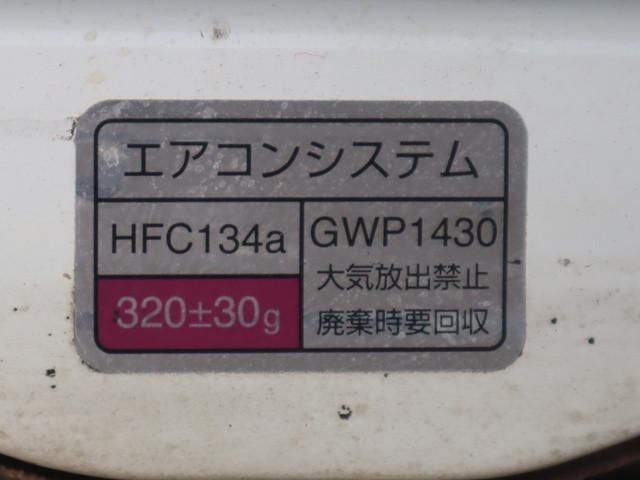 エアコンシステム
HFC134a
320±30g
GWP1430
大気放出禁止
廃棄時要回収